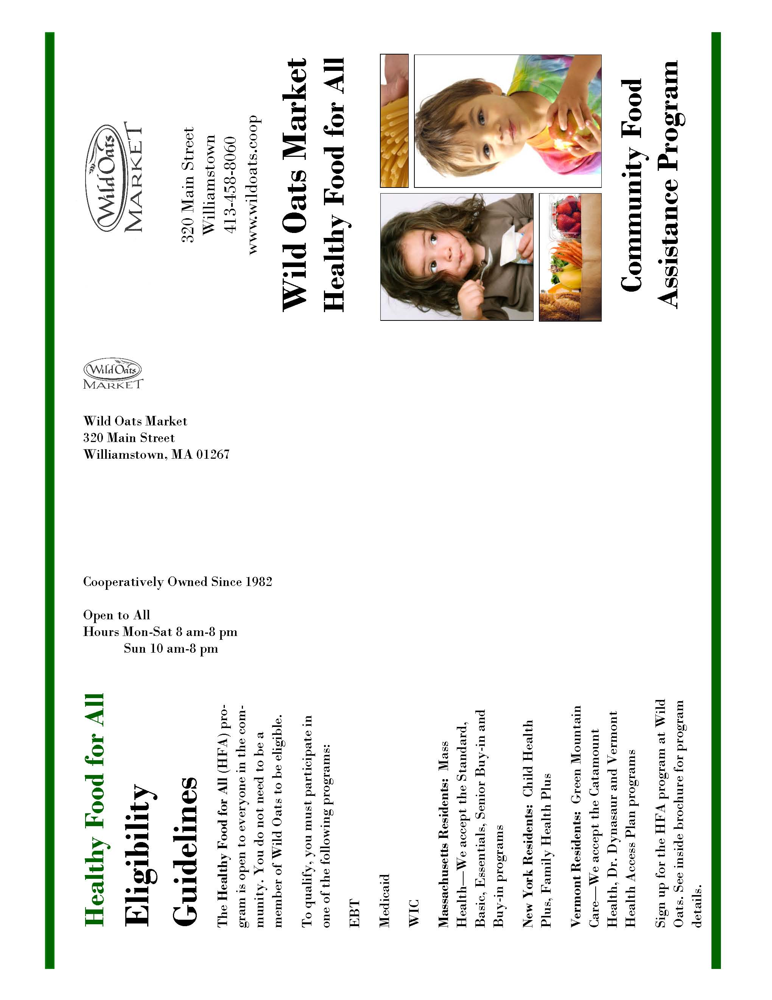 Healthy Food for All
Eligibility
Guidelines
The Healthy Food for All (HFA) pro-
gram is open to everyone in the com-
munity. You do not need to be a
member of Wild Oats to be eligible.
To qualify, you must participate in
one of the following programs:
EBT
Medicaid
WIC
Massachusetts Residents: Mass
Health—We accept the Standard,
Basic, Essentials, Senior Buy-in and
Buy-in programs
New York Residents: Child Health
Plus, Family Health Plus
Vermont Residents: Green Mountain
Care—We accept the Catamount
Health, Dr. Dynasaur and Vermont
Health Access Plan programs
Sign up for the HFA program at Wild
Oats. See inside brochure for program
details.
Wild Oats
MARKET
Wild Oats Market
320 Main Street
Williamstown, MA 01267
Cooperatively Owned Since 1982
Open to All
Hours Mon-Sat 8 am-8 pm
Sun 10 am-8 pm
Wild Oats
MARKET
320 Main Street
Williamstown
413-458-8060
www.wildoats.coop
Wild Oats Market
Healthy Food for All
Community Food
Assistance Program